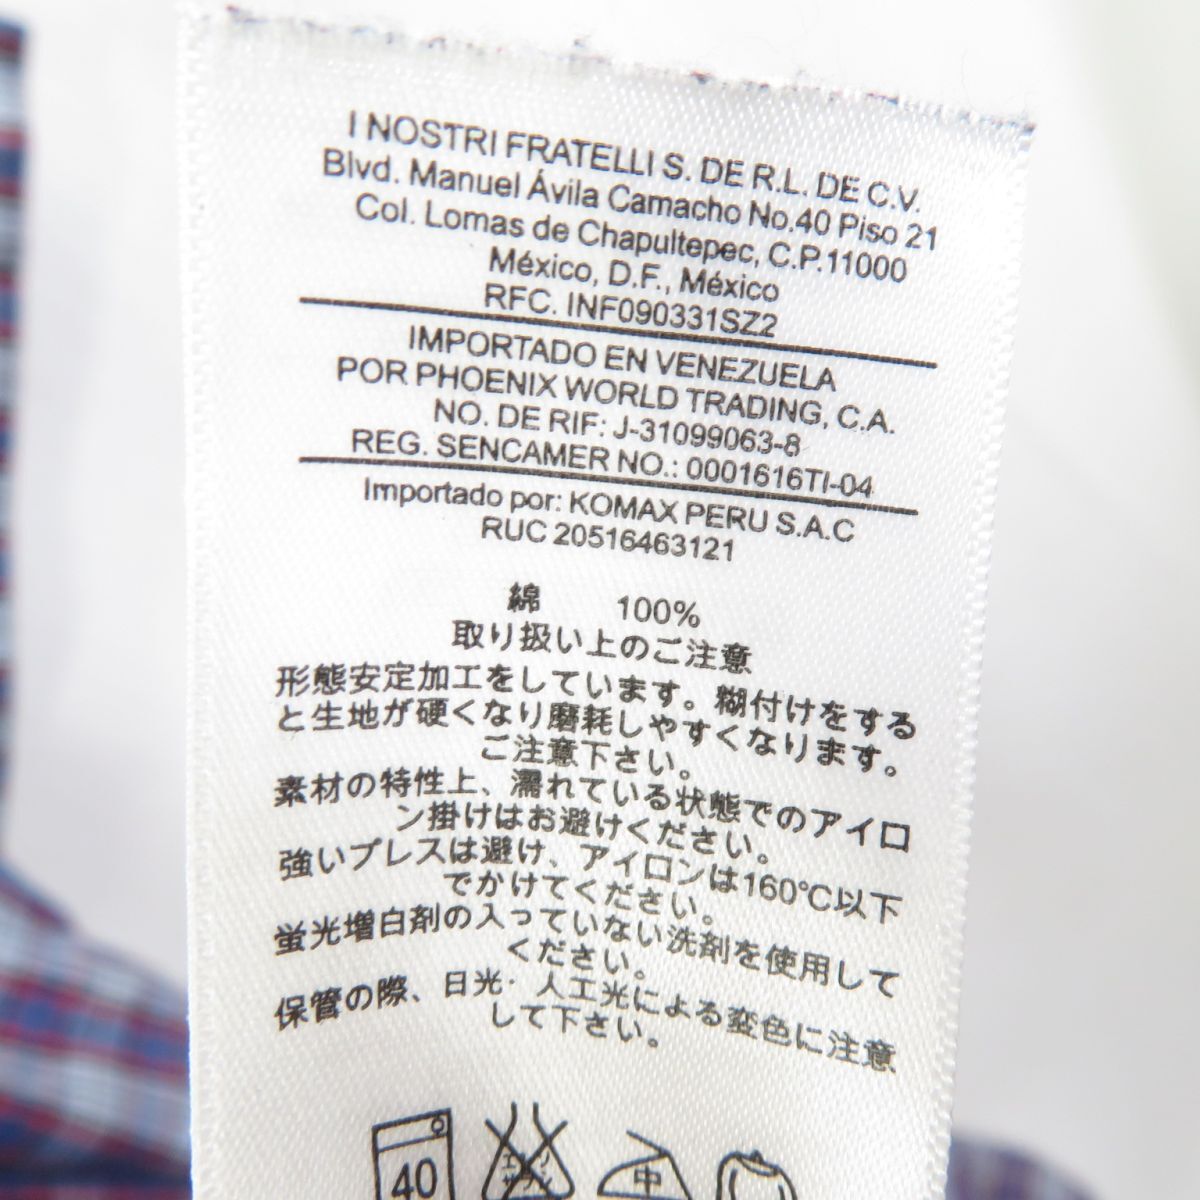 I NOSTRI FRATELLI S. DE R.L. DE C.V.
Blvd. Manuel Ávila Camacho No.40 Piso 21
Col. Lomas de Chapultepec, C.P.11000
México, D.F., México
RFC. INF090331SZ2
IMPORTADO EN VENEZUELA
POR PHOENIX WORLD TRADING, C.A.
NO. DE RIF: J-31099063-8
REG. SENCAMER NO.: 0001616TI-04
Importado por: KOMAX PERU S.A.C
RUC 20516463121
綿 100%
取り扱い上のご注意
形態安定加工をしています。糊付けをする
と生地が硬くなり磨耗しやすくなります。
ご注意下さい。
素材の特性上、濡れている状態でのアイロ
ン掛けはお避けください。
強いプレスは避け、アイロンは160℃以下
でかけてください。
蛍光増白剤の入っていない洗剤を使用して
ください。
保管の際、日光・人工光による変色に注意
して下さい。
40
中